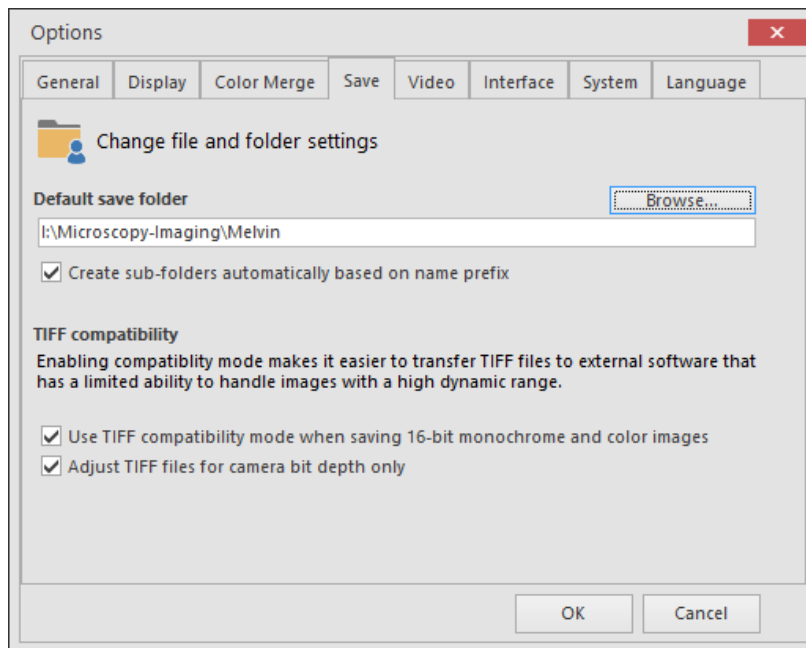 Options
General Display Color Merge Save Video Interface System Language
Change file and folder settings
Default save folder Browse...
I:\Microscopy-Imaging\Melvin
Create sub-folders automatically based on name prefix
TIFF compatibility
Enabling compatiblity mode makes it easier to transfer TIFF files to external software that
has a limited ability to handle images with a high dynamic range.
Use TIFF compatibility mode when saving 16-bit monochrome and color images
Adjust TIFF files for camera bit depth only
OK Cancel